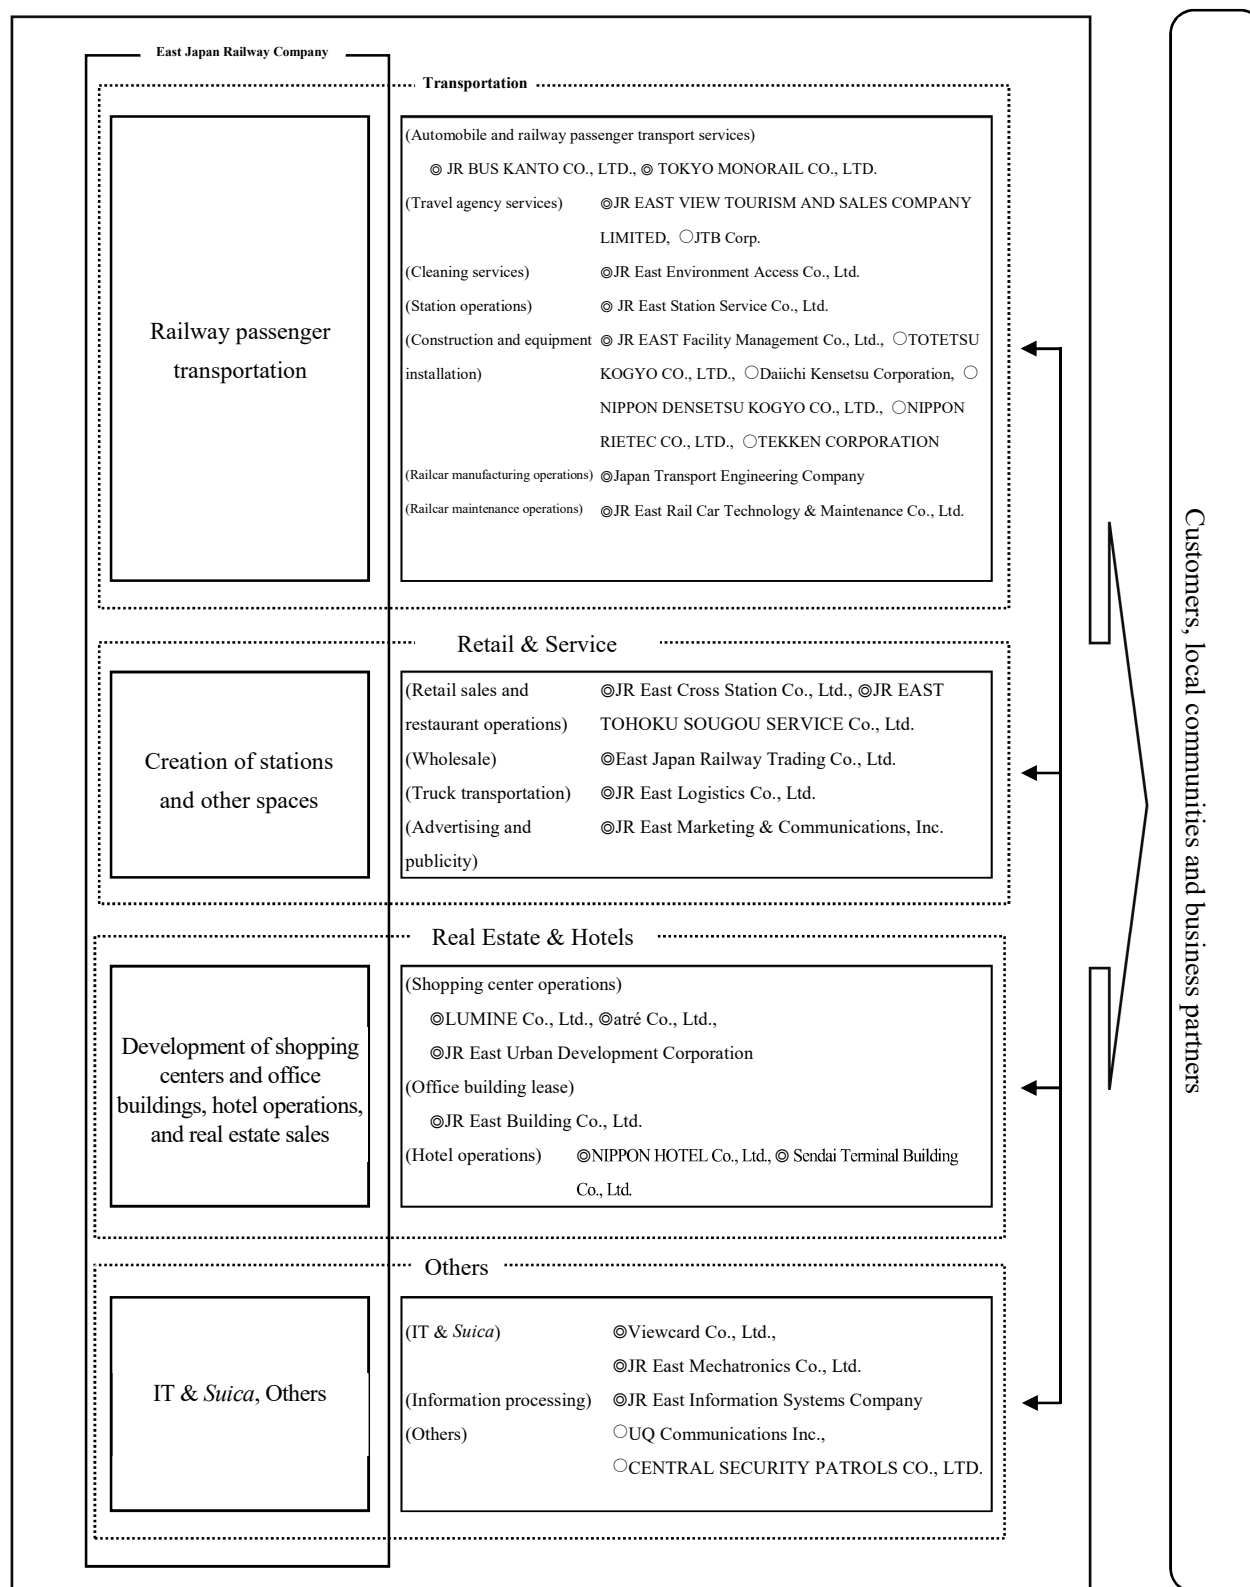 East Japan Railway Company
Transportation
Railway passenger
transportation
(Automobile and railway passenger transport services)
◎ JR BUS KANTO CO., LTD., ◎ TOKYO MONORAIL CO., LTD.
(Travel agency services) ◎JR EAST VIEW TOURISM AND SALES COMPANY
LIMITED, ○JTB Corp.
(Cleaning services) ◎JR East Environment Access Co., Ltd.
(Station operations) ◎ JR East Station Service Co., Ltd.
(Construction and equipment ◎ JR EAST Facility Management Co., Ltd., ○TOTETSU
installation) KOGYO CO., LTD., ○Daiichi Kensetsu Corporation, ○
NIPPON DENSETSU KOGYO CO., LTD., ○NIPPON
RIETEC CO., LTD., ○TEKKEN CORPORATION
(Railcar manufacturing operations) ◎Japan Transport Engineering Company
(Railcar maintenance operations) ◎JR East Rail Car Technology & Maintenance Co., Ltd.
Retail & Service
Creation of stations
and other spaces
(Retail sales and ◎JR East Cross Station Co., Ltd., ◎JR EAST
restaurant operations) TOHOKU SOUGOU SERVICE Co., Ltd.
(Wholesale) ◎East Japan Railway Trading Co., Ltd.
(Truck transportation) ◎JR East Logistics Co., Ltd.
(Advertising and ◎JR East Marketing & Communications, Inc.
publicity)
Real Estate & Hotels
Development of shopping
centers and office
buildings, hotel operations,
and real estate sales
(Shopping center operations)
◎LUMINE Co., Ltd., ◎atré Co., Ltd.,
◎JR East Urban Development Corporation
(Office building lease)
◎JR East Building Co., Ltd.
(Hotel operations) ◎NIPPON HOTEL Co., Ltd., ◎ Sendai Terminal Building
Co., Ltd.
Others
IT & Suica, Others
(IT & Suica) ◎Viewcard Co., Ltd.,
◎JR East Mechatronics Co., Ltd.
(Information processing) ◎JR East Information Systems Company
(Others) ○UQ Communications Inc.,
○CENTRAL SECURITY PATROLS CO., LTD.
Customers, local communities and business partners